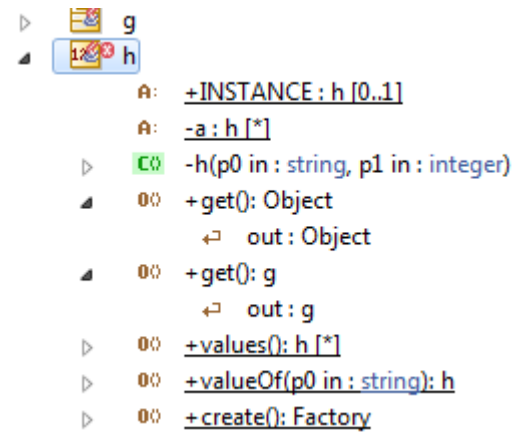 g
h
A: +INSTANCE : h [0..1]
A: -a : h [*]
C() -h(p0 in : string, p1 in : integer)
O() +get(): Object
out : Object
O() +get(): g
out : g
O() +values(): h [*]
O() +valueOf(p0 in : string): h
O() +create(): Factory